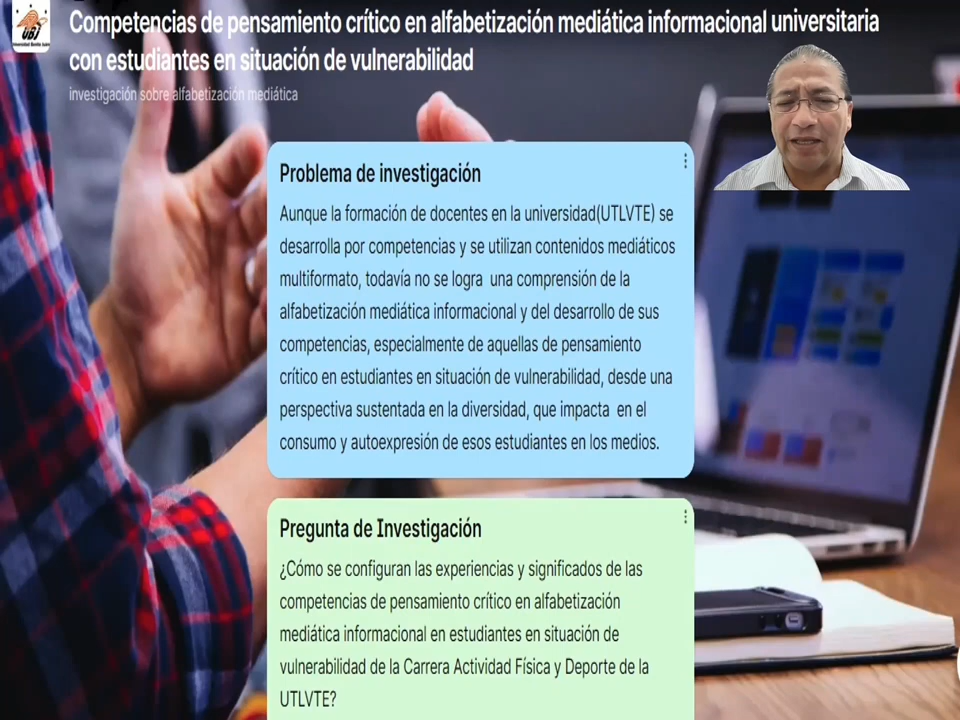 UBJ
Universidad Benito Juárez
Competencias de pensamiento crítico en alfabetización mediática informacional universitaria
con estudiantes en situación de vulnerabilidad
investigación sobre alfabetización mediática
Problema de investigación
Aunque la formación de docentes en la universidad(UTLVTE) se
desarrolla por competencias y se utilizan contenidos mediáticos
multiformato, todavía no se logra una comprensión de la
alfabetización mediática informacional y del desarrollo de sus
competencias, especialmente de aquellas de pensamiento
crítico en estudiantes en situación de vulnerabilidad, desde una
perspectiva sustentada en la diversidad, que impacta en el
consumo y autoexpresión de esos estudiantes en los medios.
Pregunta de Investigación
¿Cómo se configuran las experiencias y significados de las
competencias de pensamiento crítico en alfabetización
mediática informacional en estudiantes en situación de
vulnerabilidad de la Carrera Actividad Física y Deporte de la
UTLVTE?